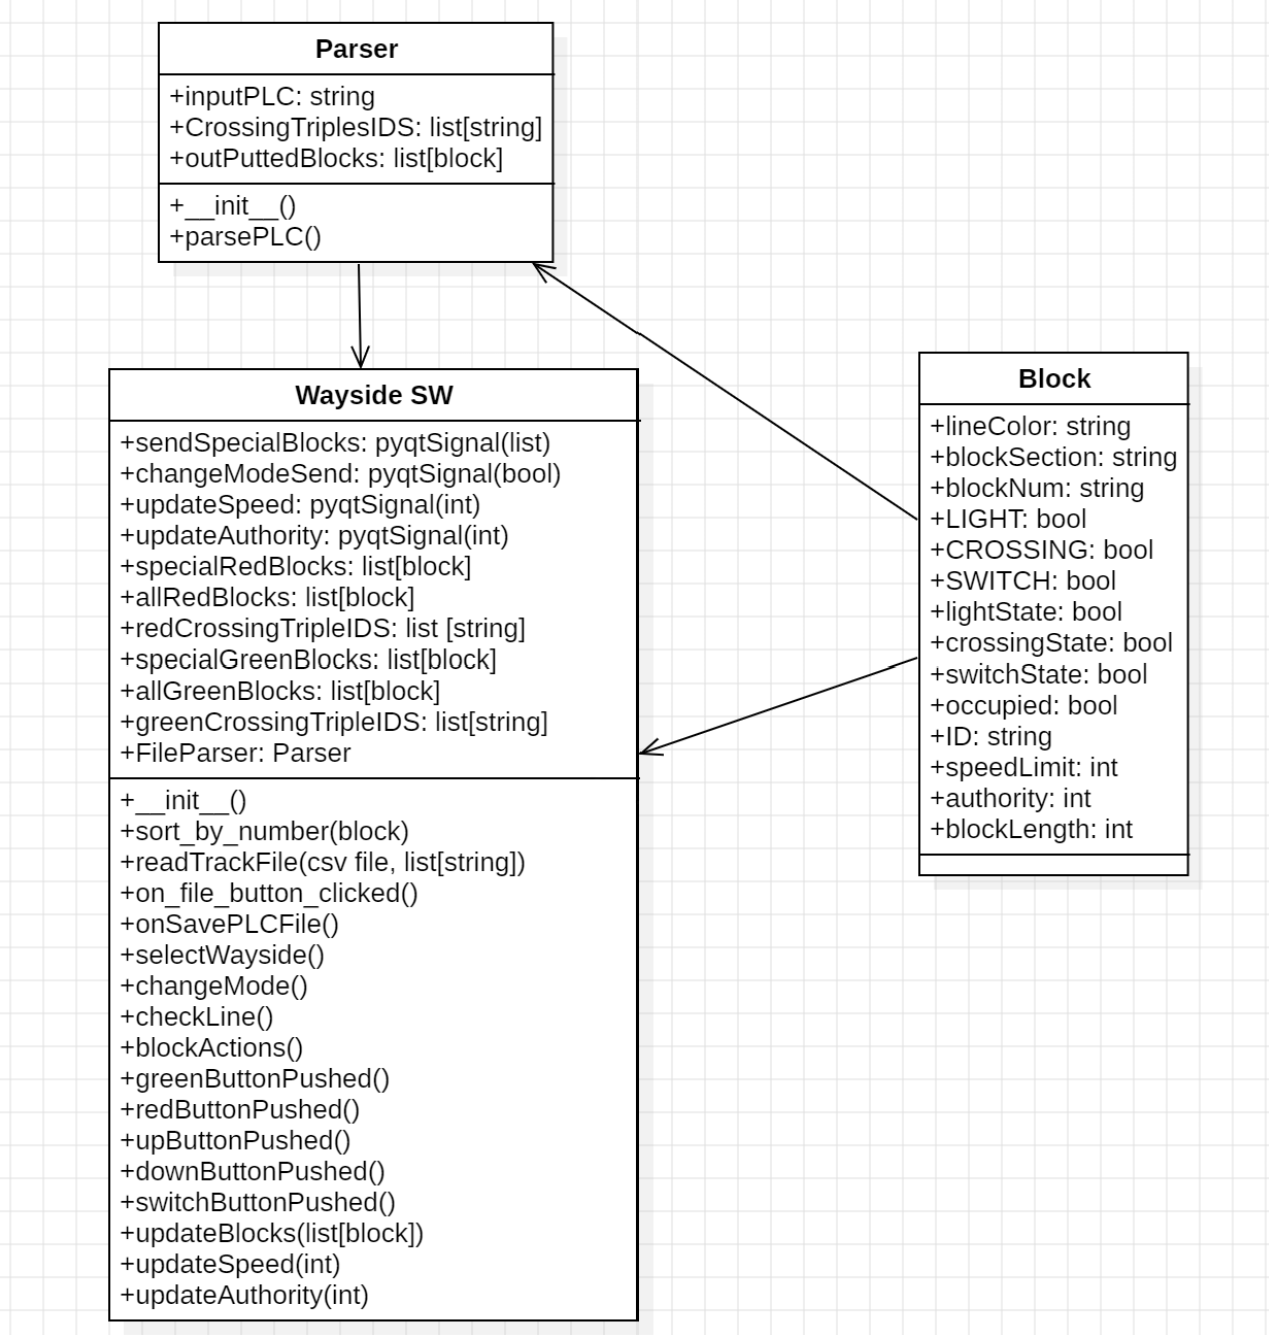 Parser
+inputPLC: string
+CrossingTriplesIDS: list[string]
+outPuttedBlocks: list[block]
+__init__()
+parsePLC()
Wayside SW
+sendSpecialBlocks: pyqtSignal(list)
+changeModeSend: pyqtSignal(bool)
+updateSpeed: pyqtSignal(int)
+updateAuthority: pyqtSignal(int)
+specialRedBlocks: list[block]
+allRedBlocks: list[block]
+redCrossingTripleIDS: list [string]
+specialGreenBlocks: list[block]
+allGreenBlocks: list[block]
+greenCrossingTripleIDS: list[string]
+FileParser: Parser
+__init__()
+sort_by_number(block)
+readTrackFile(csv file, list[string])
+on_file_button_clicked()
+onSavePLCFile()
+selectWayside()
+changeMode()
+checkLine()
+blockActions()
+greenButtonPushed()
+redButtonPushed()
+upButtonPushed()
+downButtonPushed()
+switchButtonPushed()
+updateBlocks(list[block])
+updateSpeed(int)
+updateAuthority(int)
Block
+lineColor: string
+blockSection: string
+blockNum: string
+LIGHT: bool
+CROSSING: bool
+SWITCH: bool
+lightState: bool
+crossingState: bool
+switchState: bool
+occupied: bool
+ID: string
+speedLimit: int
+authority: int
+blockLength: int